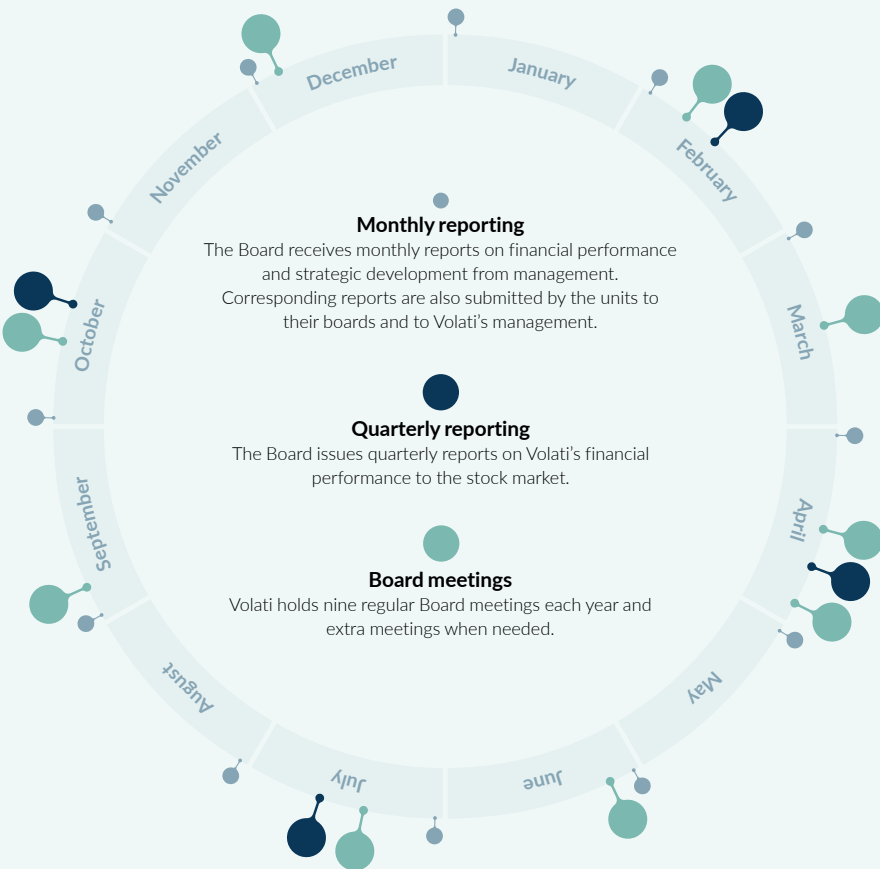 December
January
November
February
October
March
September
April
August
May
July
June
Monthly reporting
The Board receives monthly reports on financial performance
and strategic development from management.
Corresponding reports are also submitted by the units to
their boards and to Volati’s management.
Quarterly reporting
The Board issues quarterly reports on Volati’s financial
performance to the stock market.
Board meetings
Volati holds nine regular Board meetings each year and
extra meetings when needed.